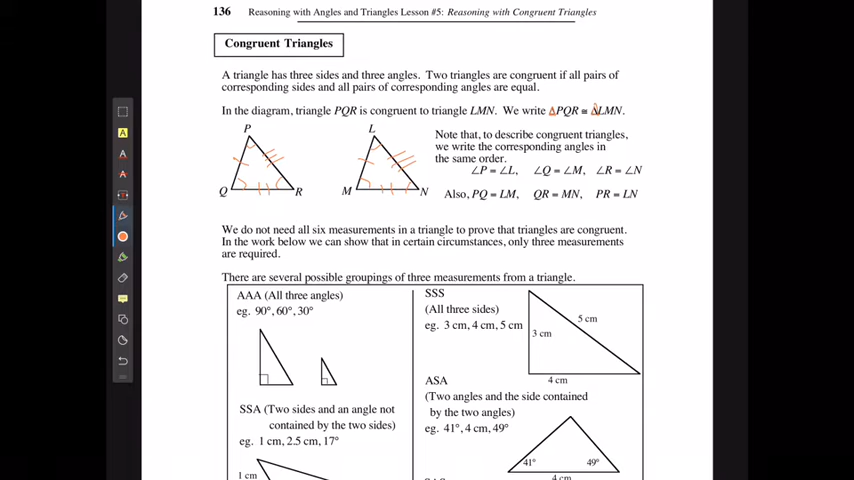 136 Reasoning with Angles and Triangles Lesson #5: Reasoning with Congruent Triangles
Congruent Triangles
A triangle has three sides and three angles. Two triangles are congruent if all pairs of
corresponding sides and all pairs of corresponding angles are equal.
In the diagram, triangle PQR is congruent to triangle LMN. We write ΔPQR ≅ ΔLMN.
P
Q
R
L
M
N
Note that, to describe congruent triangles,
we write the corresponding angles in
the same order.
∠P = ∠L, ∠Q = ∠M, ∠R = ∠N
Also, PQ = LM, QR = MN, PR = LN
We do not need all six measurements in a triangle to prove that triangles are congruent.
In the work below we can show that in certain circumstances, only three measurements
are required.
There are several possible groupings of three measurements from a triangle.
AAA (All three angles)
eg. 90°, 60°, 30°
SSA (Two sides and an angle not
contained by the two sides)
eg. 1 cm, 2.5 cm, 17°
1 cm
SSS
(All three sides)
eg. 3 cm, 4 cm, 5 cm
3 cm
5 cm
4 cm
ASA
(Two angles and the side contained
by the two angles)
eg. 41°, 4 cm, 49°
41°
49°
4 cm